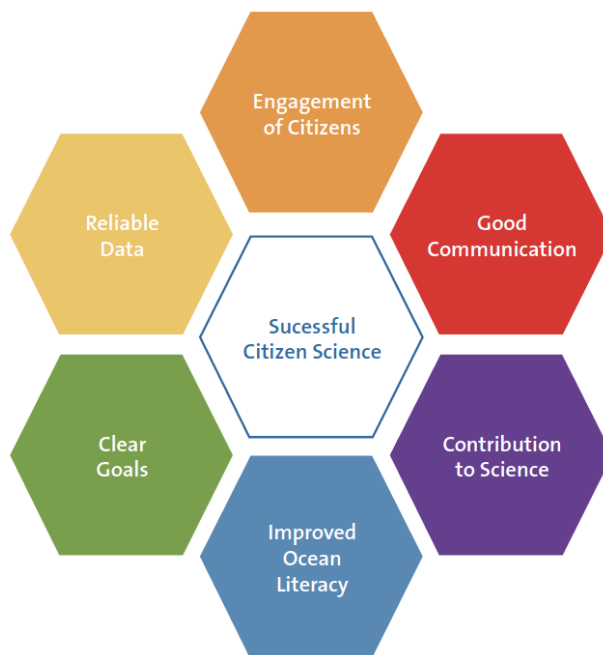 Engagement
of Citizens
Reliable
Data
Good
Communication
Sucessful
Citizen Science
Clear
Goals
Contribution
to Science
Improved
Ocean
Literacy